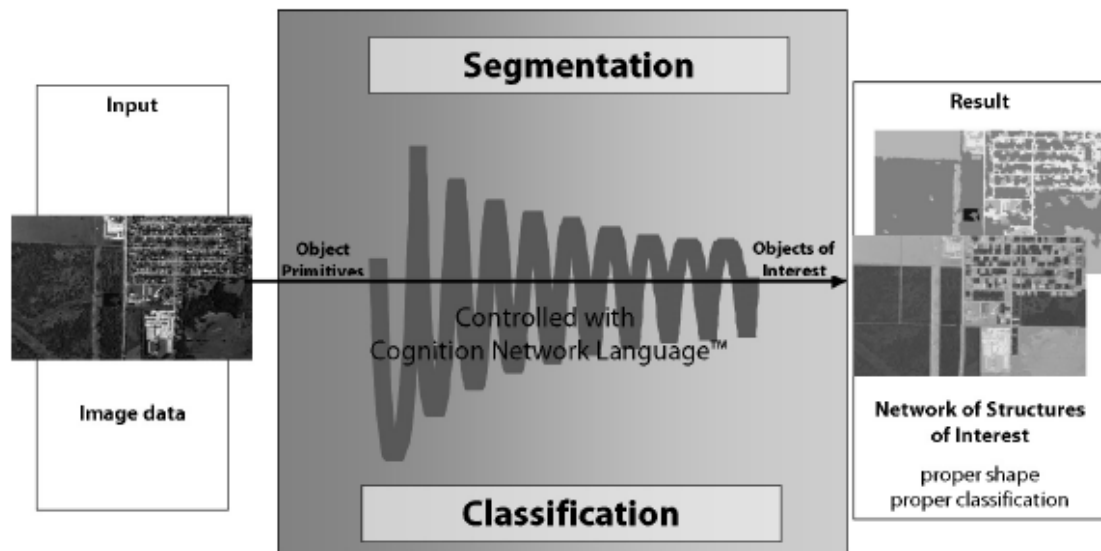 Input
Image data
Segmentation
Object
Primitives
Objects of
Interest
Controlled with
Cognition Network Language™
Classification
Result
Network of Structures
of Interest
proper shape
proper classification